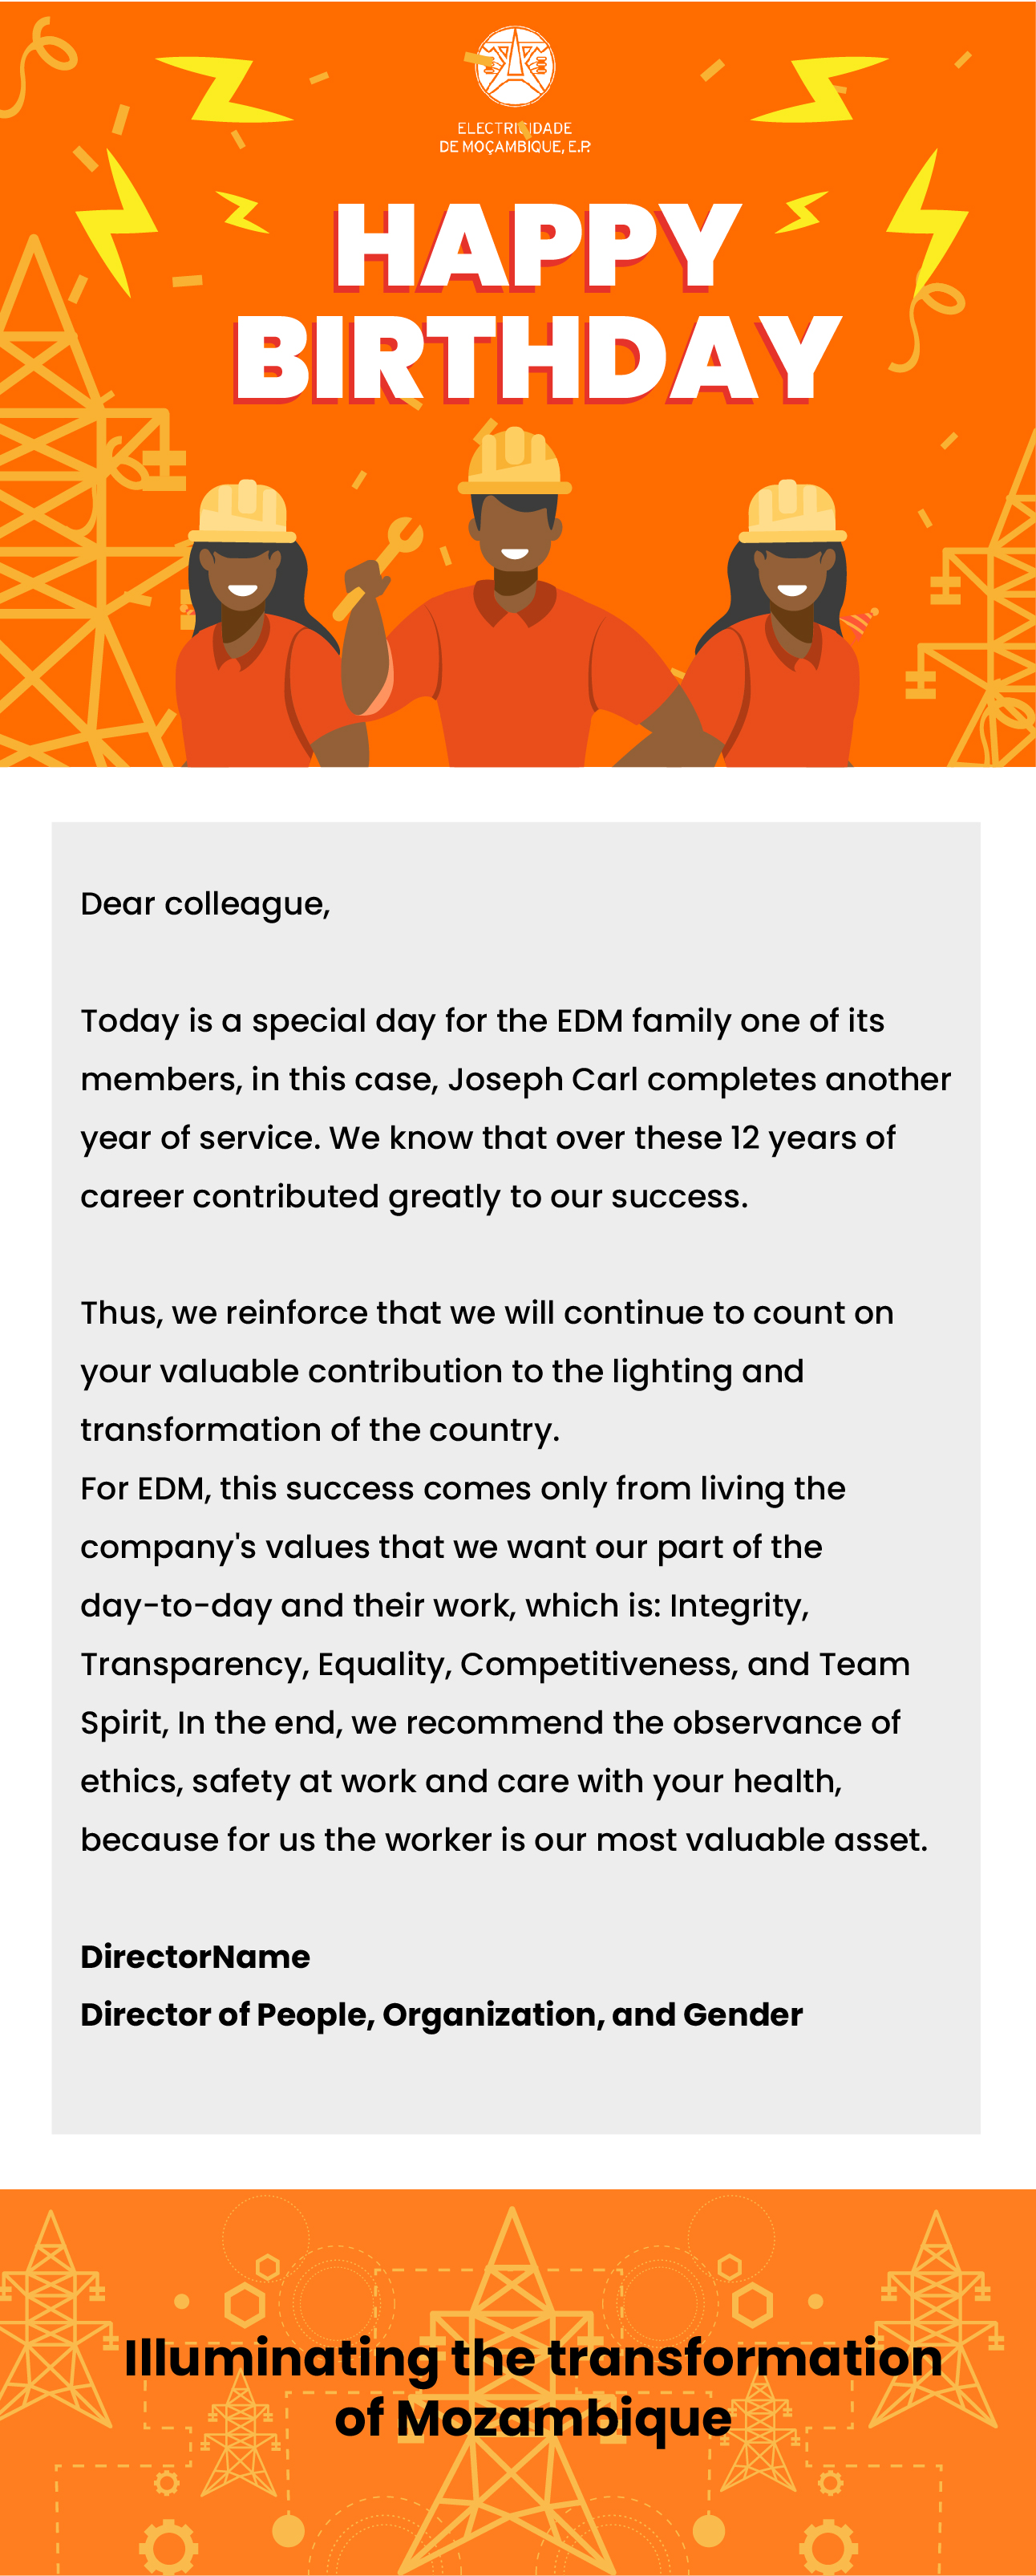 ELECTRICIDADE
DE MOÇAMBIQUE, E.P.
HAPPY
BIRTHDAY
Dear colleague,
Today is a special day for the EDM family one of its
members, in this case, Joseph Carl completes another
year of service. We know that over these 12 years of
career contributed greatly to our success.
Thus, we reinforce that we will continue to count on
your valuable contribution to the lighting and
transformation of the country.
For EDM, this success comes only from living the
company's values that we want our part of the
day-to-day and their work, which is: Integrity,
Transparency, Equality, Competitiveness, and Team
Spirit, In the end, we recommend the observance of
ethics, safety at work and care with your health,
because for us the worker is our most valuable asset.
DirectorName
Director of People, Organization, and Gender
Illuminating the transformation
of Mozambique